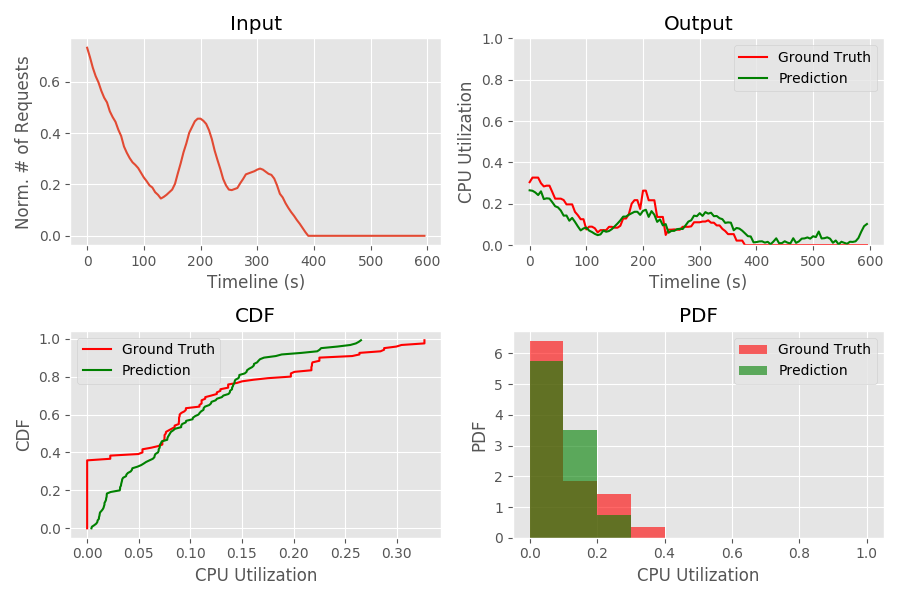 Input
Norm. # of Requests
0.6
0.4
0.2
0.0
0 100 200 300 400 500 600
Timeline (s)
Output
CPU Utilization
1.0
0.8
0.6
0.4
0.2
0.0
Ground Truth
Prediction
0 100 200 300 400 500 600
Timeline (s)
CDF
CDF
1.0
0.8
0.6
0.4
0.2
0.0
Ground Truth
Prediction
0.00 0.05 0.10 0.15 0.20 0.25 0.30
CPU Utilization
PDF
PDF
6
5
4
3
2
1
0
Ground Truth
Prediction
0.0 0.2 0.4 0.6 0.8 1.0
CPU Utilization